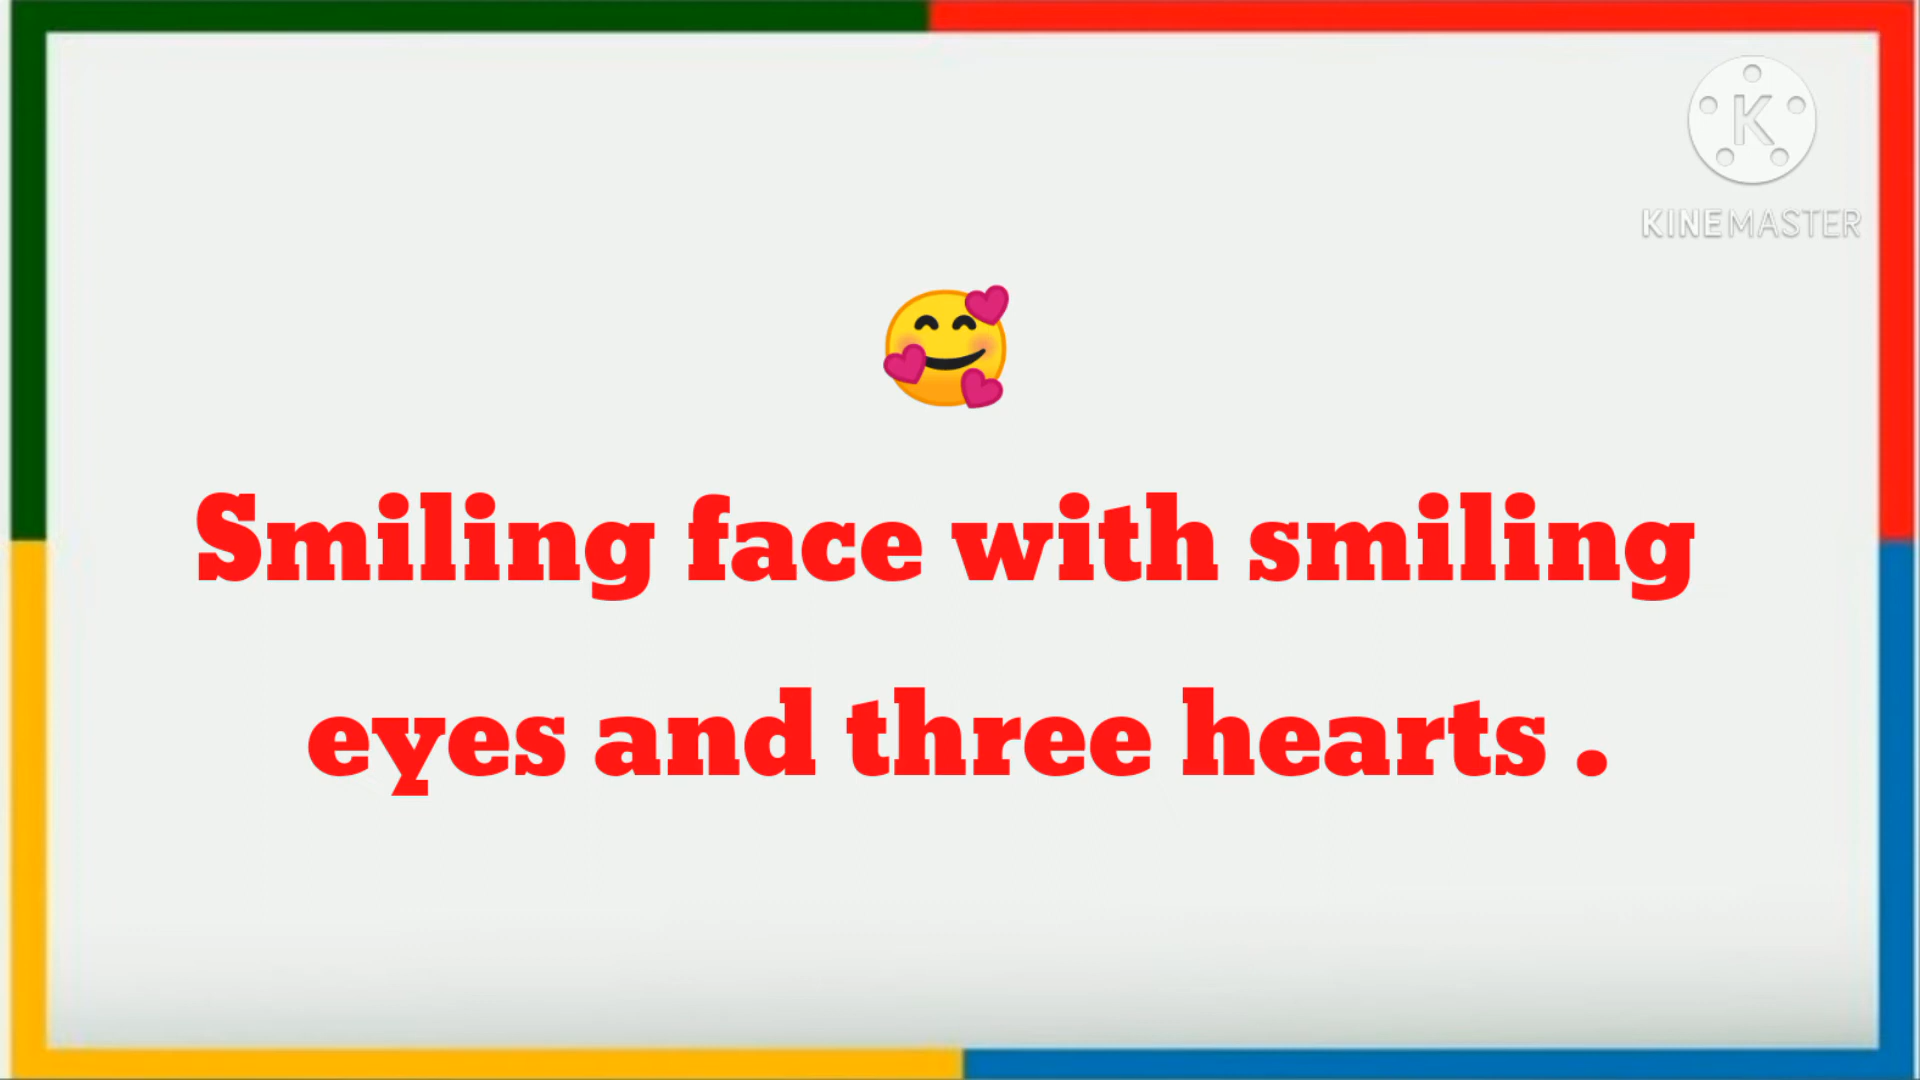 K
KINEMASTER
🥰
Smiling face with smiling
eyes and three hearts .